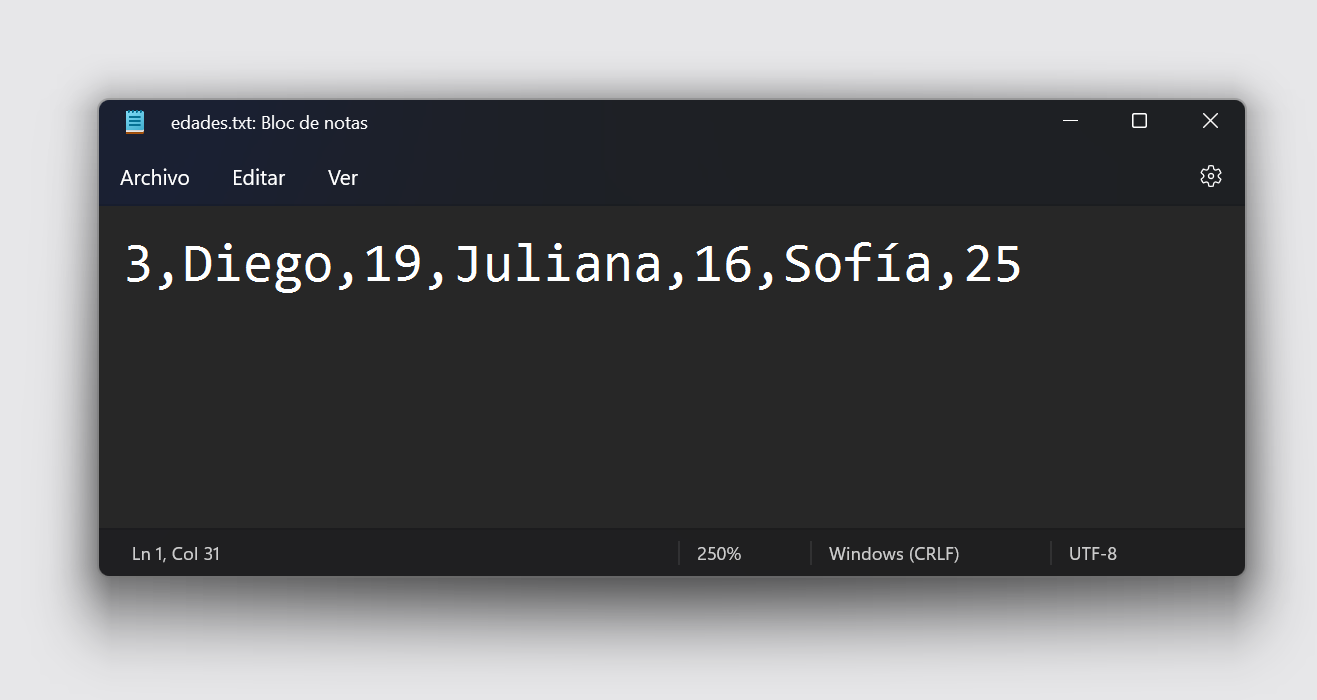 edades.txt: Bloc de notas
Archivo Editar Ver
3,Diego,19,Juliana,16,Sofía,25
Ln 1, Col 31 250% Windows (CRLF) UTF-8